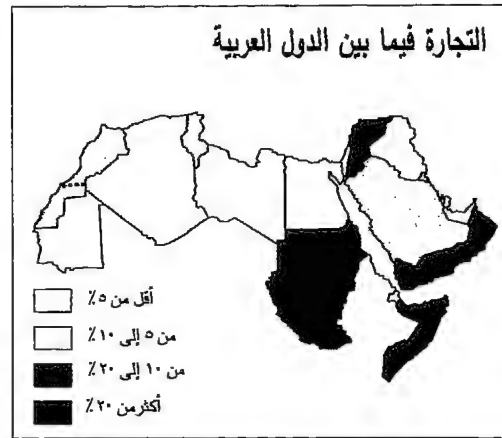 التجارة فيما بين الدول العربية
أقل من ٥٪
من ٥ إلى ١٠٪
من ١٠ إلى ٢٠٪
أكثر من ٢٠٪